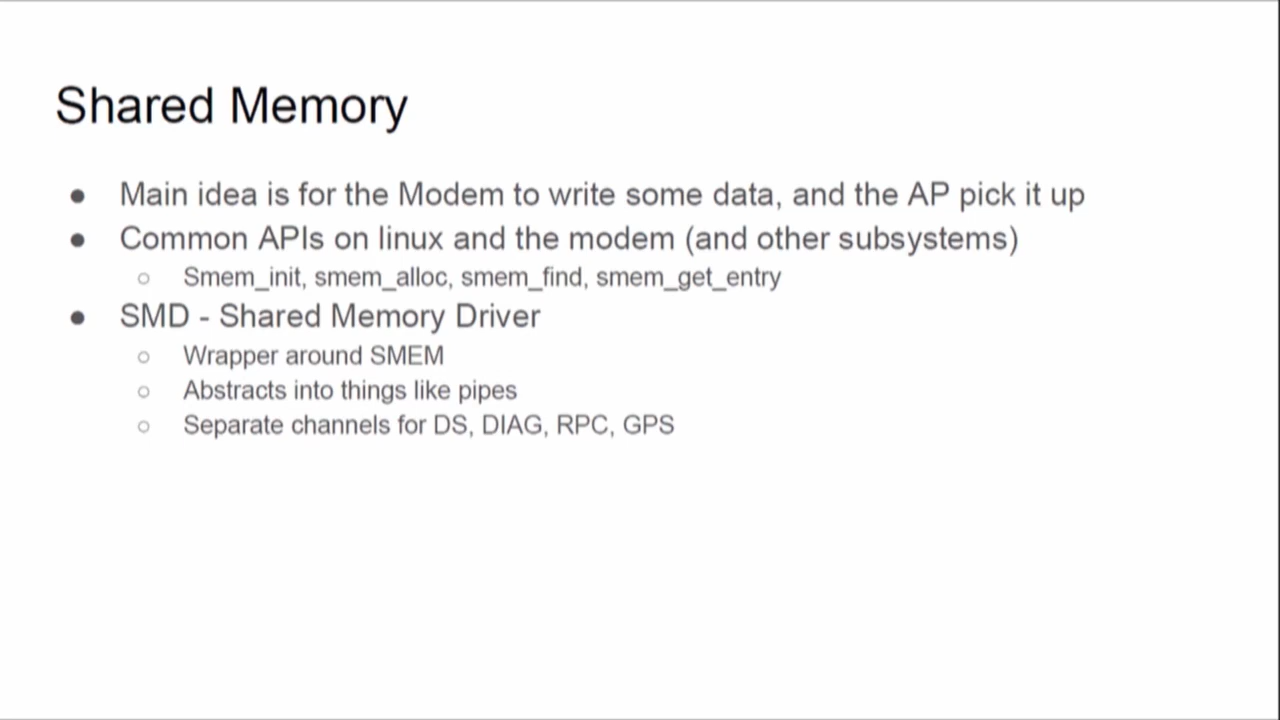 Shared Memory
● Main idea is for the Modem to write some data, and the AP pick it up
● Common APIs on linux and the modem (and other subsystems)
○ Smem_init, smem_alloc, smem_find, smem_get_entry
● SMD - Shared Memory Driver
○ Wrapper around SMEM
○ Abstracts into things like pipes
○ Separate channels for DS, DIAG, RPC, GPS